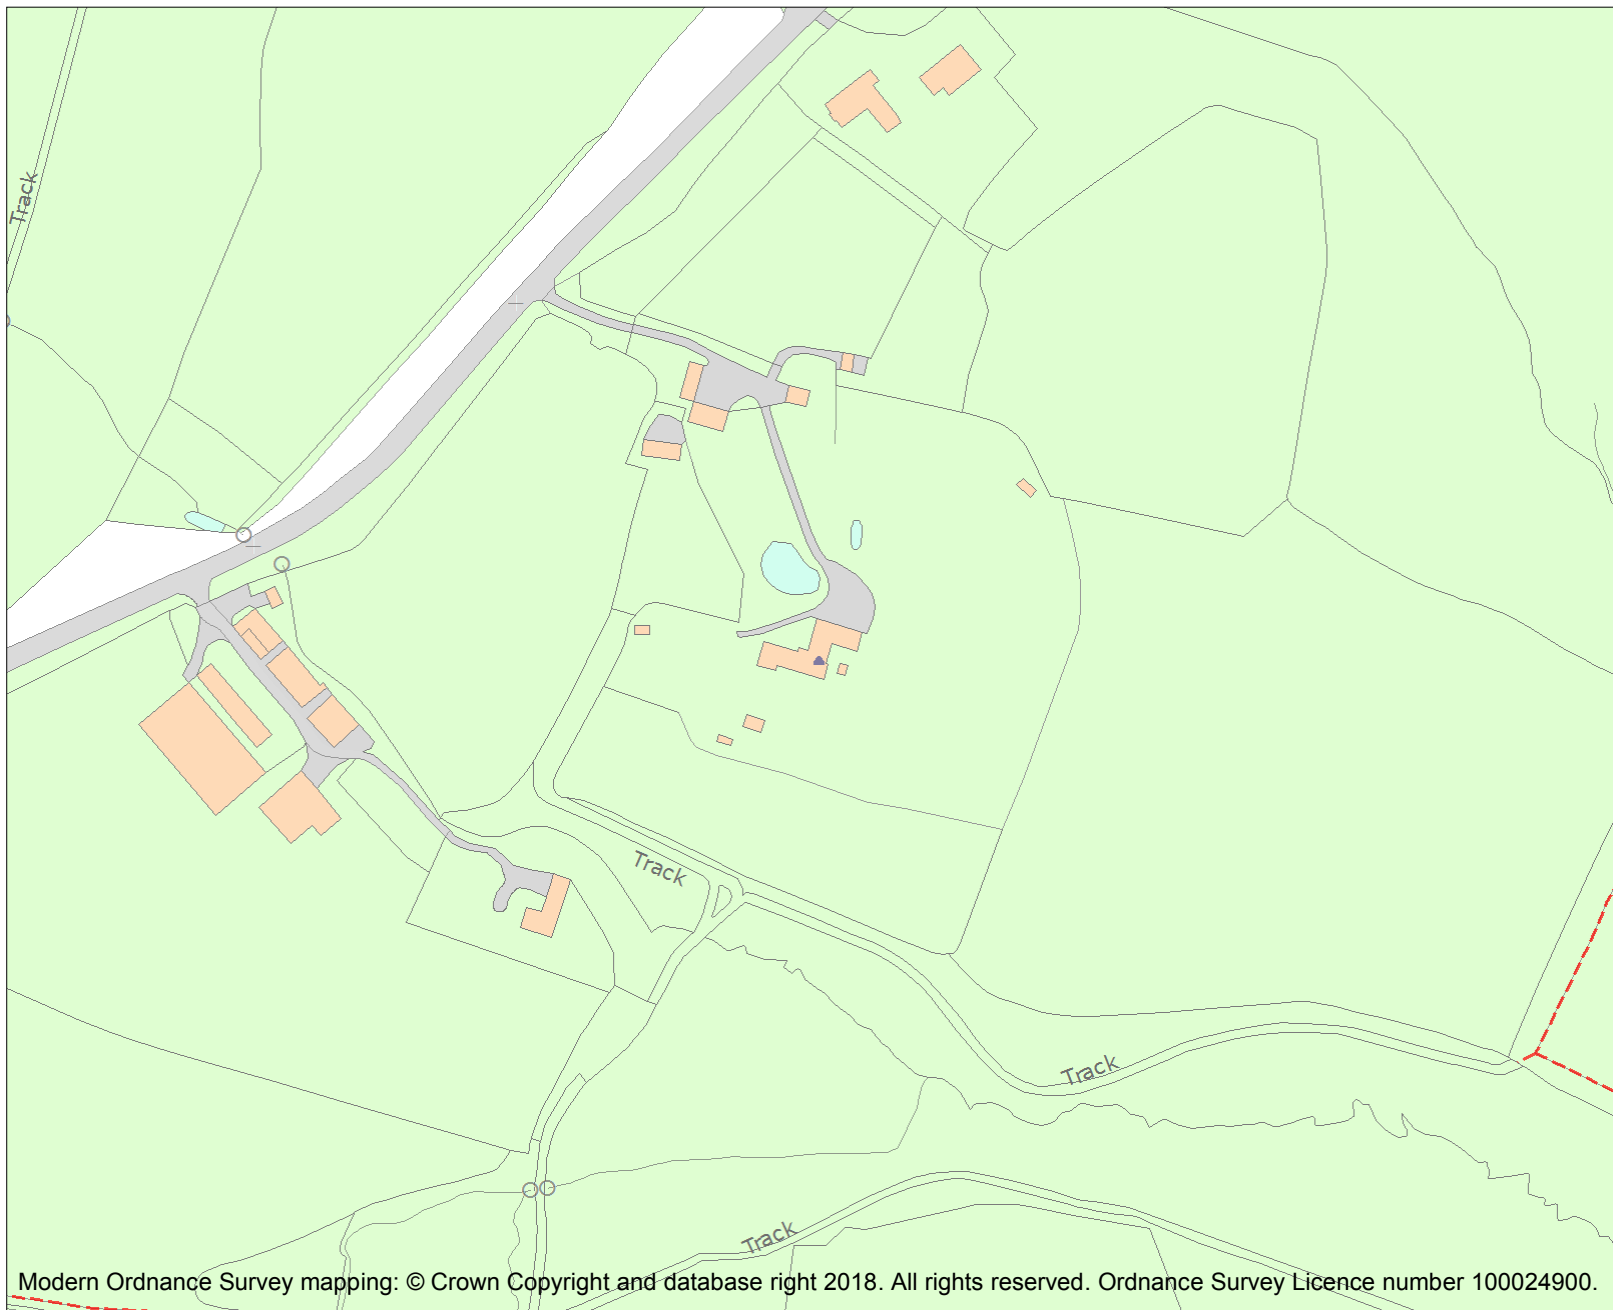 Track
Track
Track
Track
Modern Ordnance Survey mapping: © Crown Copyright and database right 2018. All rights reserved. Ordnance Survey Licence number 100024900.